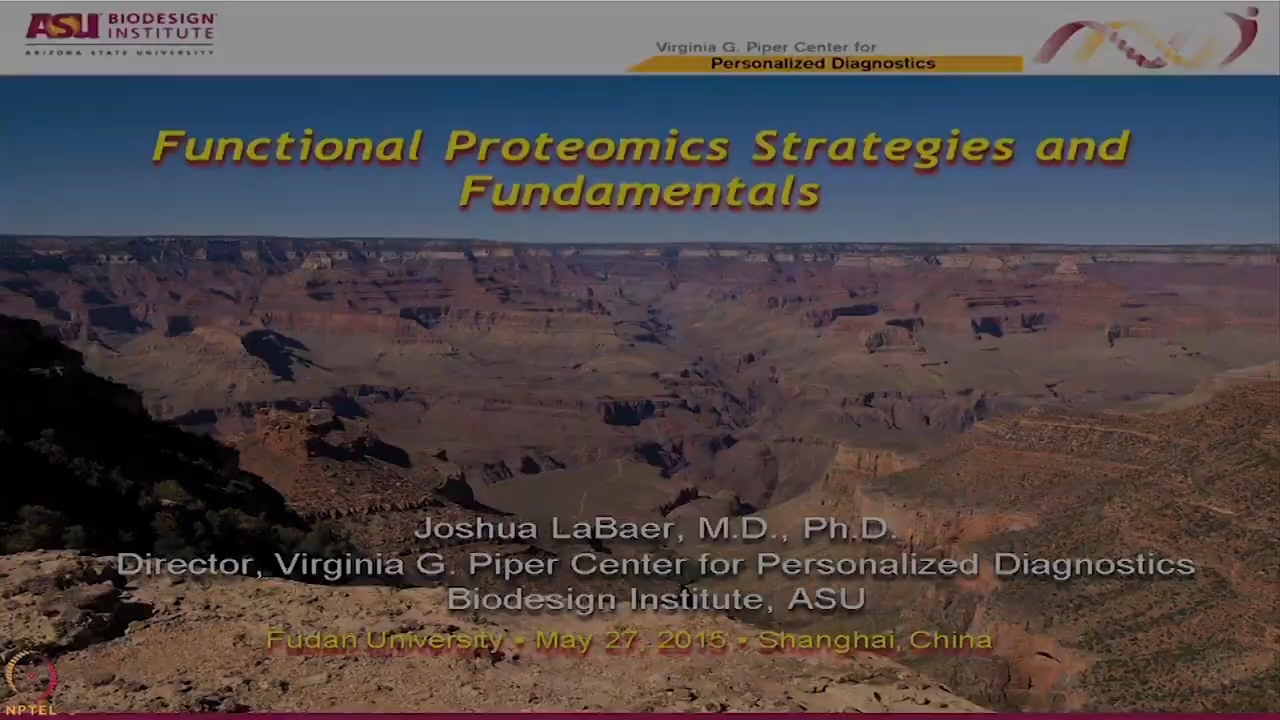 ASU BIODESIGN INSTITUTE
ARIZONA STATE UNIVERSITY
Virginia G. Piper Center for
Personalized Diagnostics
Functional Proteomics Strategies and
Fundamentals
Joshua LaBaer, M.D., Ph.D.
Director, Virginia G. Piper Center for Personalized Diagnostics
Biodesign Institute, ASU
Fudan University • May 27, 2015 • Shanghai, China
NPTEL